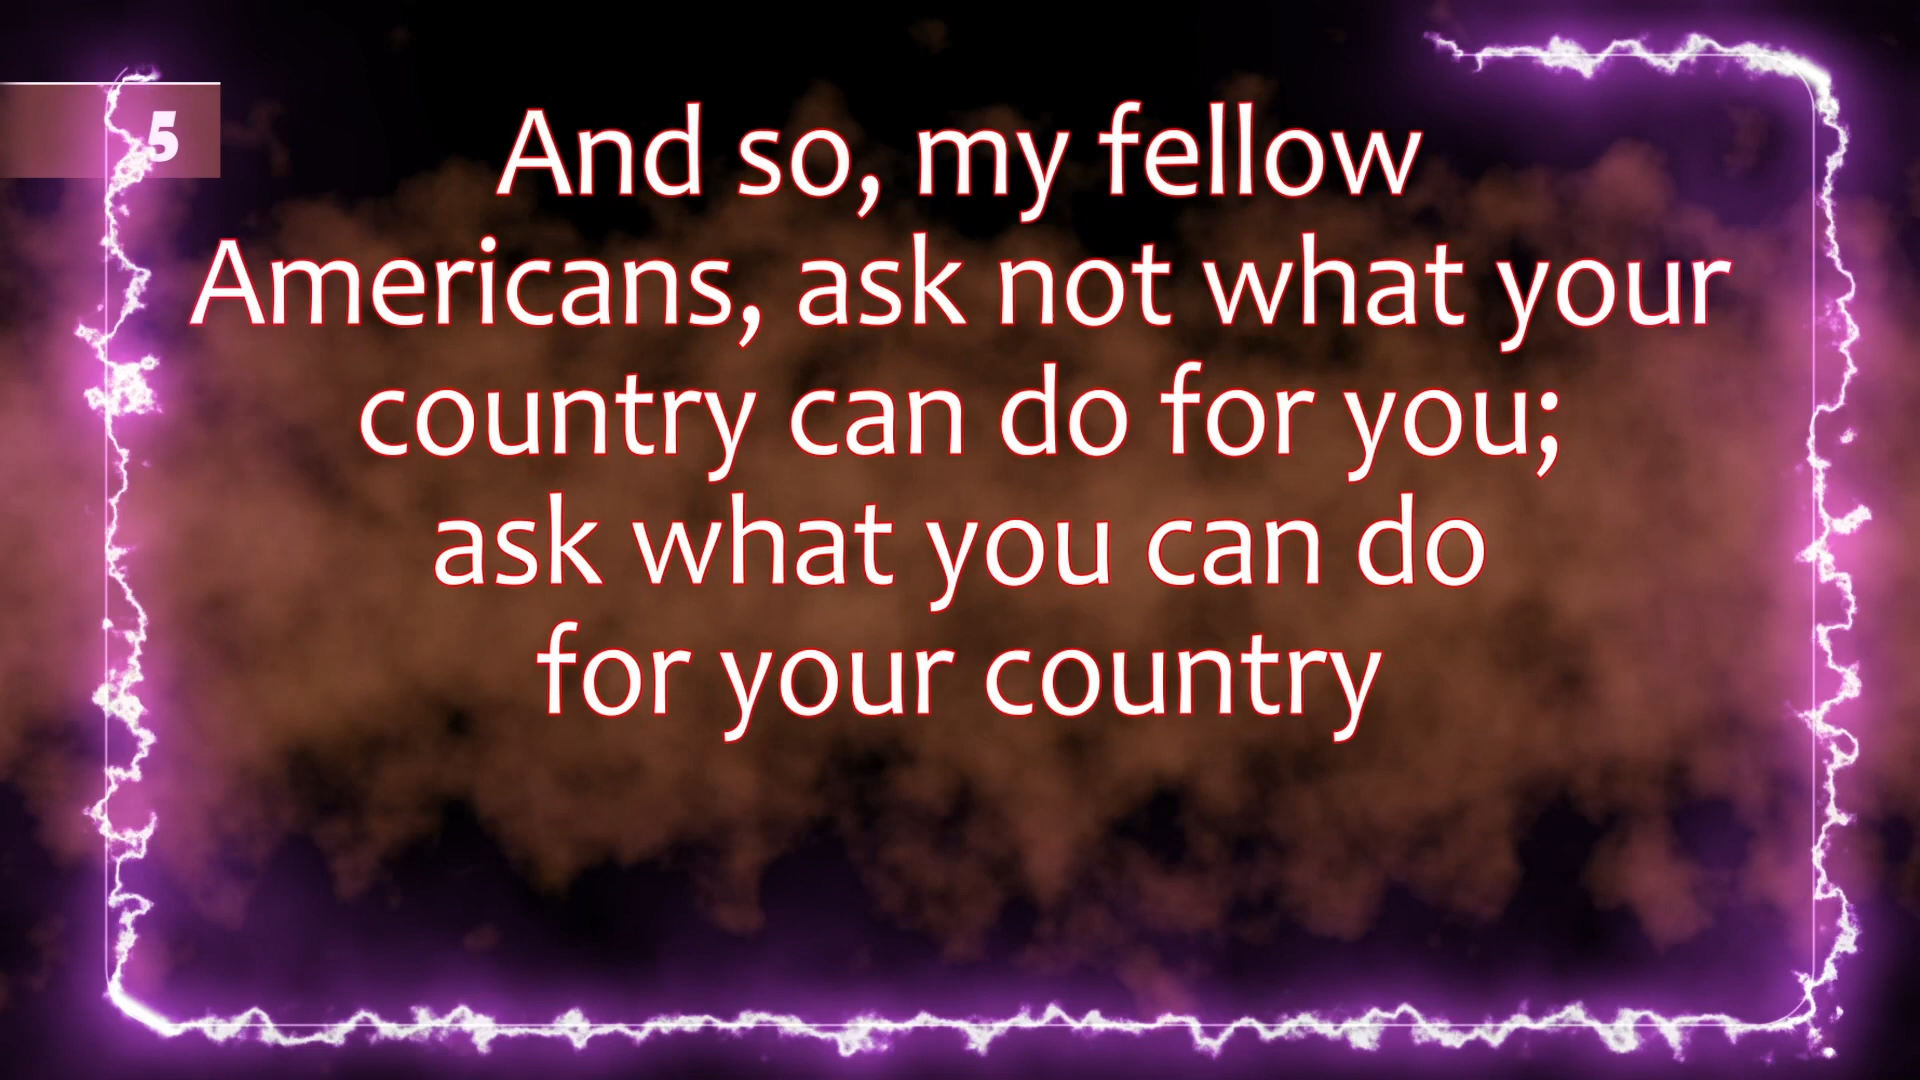 5
And so, my fellow
Americans, ask not what your
country can do for you;
ask what you can do
for your country